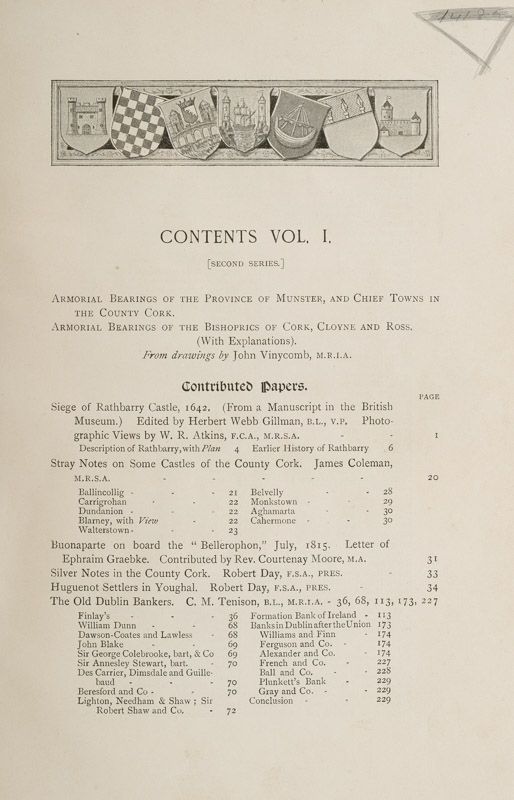 CONTENTS VOL. I.
[SECOND SERIES.]
ARMORIAL BEARINGS OF THE PROVINCE OF MUNSTER, AND CHIEF TOWNS IN
THE COUNTY CORK.
ARMORIAL BEARINGS OF THE BISHOPRICS OF CORK, CLOYNE AND ROSS.
(With Explanations).
From drawings by John Vinycomb, M.R.I.A.
Contributed Papers.
PAGE
Siege of Rathbarry Castle, 1642. (From a Manuscript in the British
Museum.) Edited by Herbert Webb Gillman, B.L., V.P. Photo-
graphic Views by W. R. Atkins, F.C.A., M.R.S.A. - - 1
Description of Rathbarry, with Plan 4 Earlier History of Rathbarry 6
Stray Notes on Some Castles of the County Cork. James Coleman,
M.R.S.A. - - - - - - 20
Ballincollig - - - 21
Carrigrohan - - - 22
Dundanion - - - 22
Blarney, with View - - 22
Walterstown - - - 23
Belvelly - - - 28
Monkstown - - - 29
Aghamarta - - - 30
Cahermone - - - 30
Buonaparte on board the "Bellerophon," July, 1815. Letter of
Ephraim Graebke. Contributed by Rev. Courtenay Moore, M.A. 31
Silver Notes in the County Cork. Robert Day, F.S.A., PRES. - 33
Huguenot Settlers in Youghal. Robert Day, F.S.A., PRES. - - 34
The Old Dublin Bankers. C. M. Tenison, B.L., M.R.I.A. - 36, 68, 113, 173, 227
Finlay's - - - 36
William Dunn - - - 68
Dawson-Coates and Lawless - 68
John Blake - - - 69
Sir George Colebrooke, bart, & Co 69
Sir Annesley Stewart, bart. - 70
Des Carrier, Dimsdale and Guille-
baud - - - 70
Beresford and Co - - - 70
Lighton, Needham & Shaw; Sir
Robert Shaw and Co. - 72
Formation Bank of Ireland - 113
Banks in Dublin after the Union 173
Williams and Finn - 174
Ferguson and Co. - 174
Alexander and Co. - 174
French and Co. - 227
Ball and Co. - - 228
Plunkett's Bank - 229
Gray and Co. - - 229
Conclusion - - 229